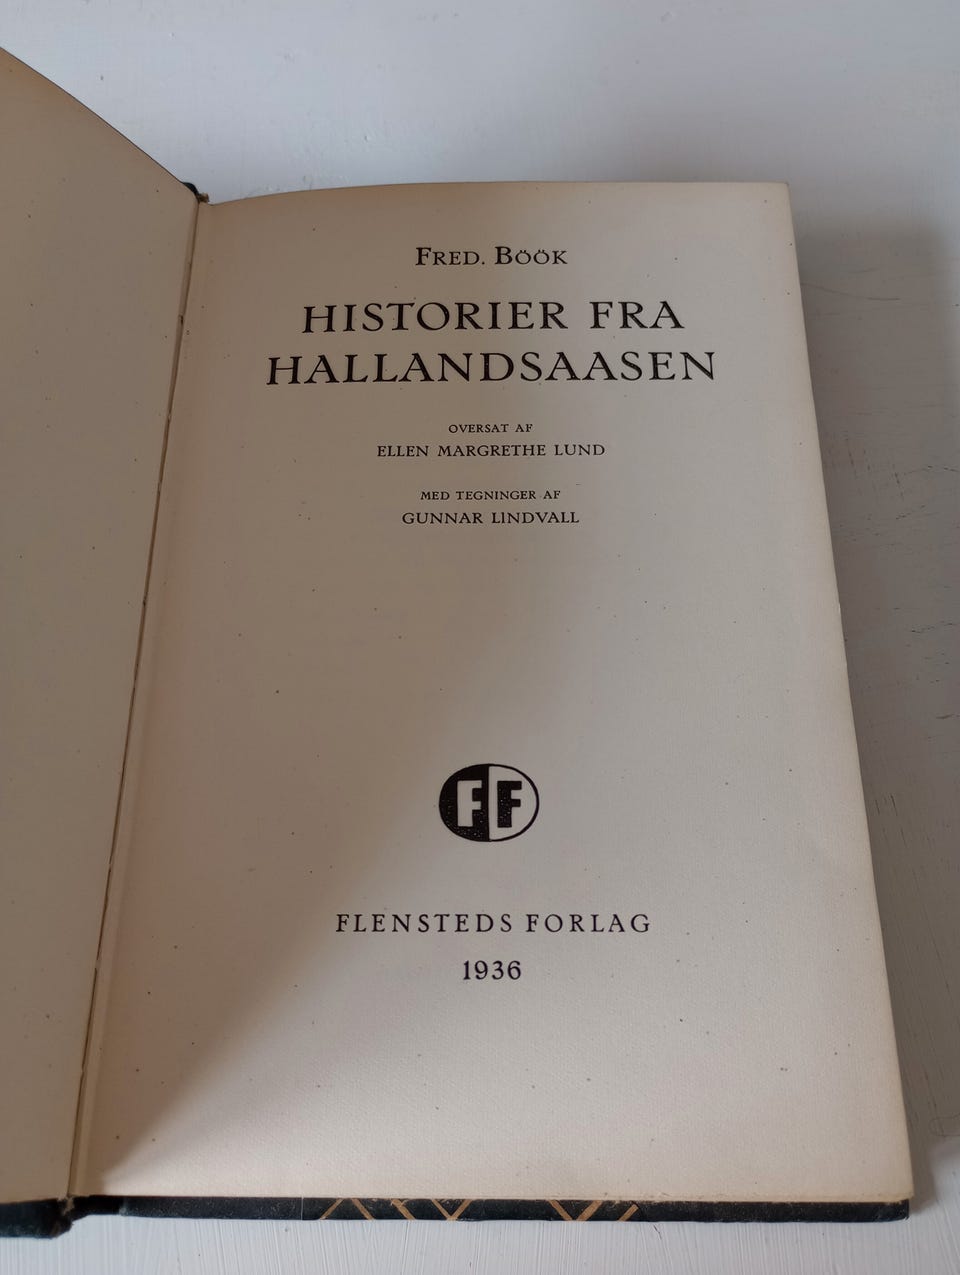 FRED. BÖÖK
HISTORIER FRA
HALLANDSAASEN
OVERSAT AF
ELLEN MARGRETHE LUND
MED TEGNINGER AF
GUNNAR LINDVALL
FF
FLENSTEDS FORLAG
1936